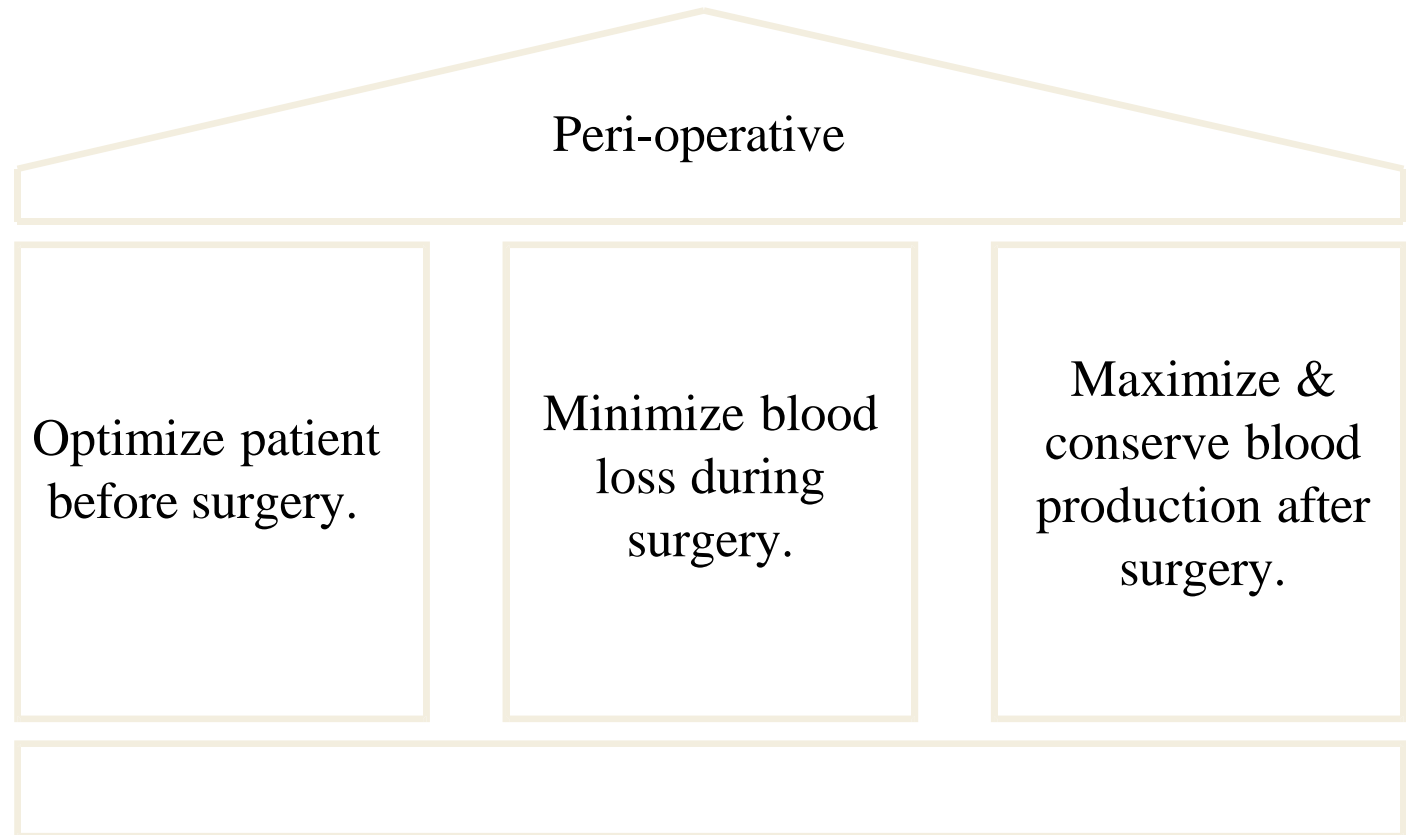 Peri-operative
Optimize patient
before surgery.
Minimize blood
loss during
surgery.
Maximize &
conserve blood
production after
surgery.